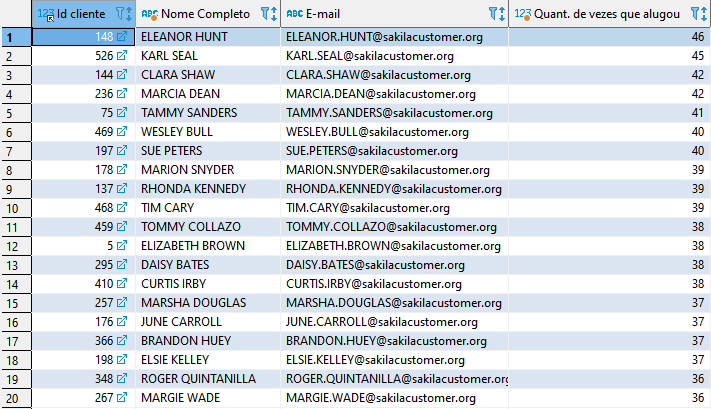 123 Id cliente ABC Nome Completo ABC E-mail 123 Quant. de vezes que alugou
1 148 ELEANOR HUNT ELEANOR.HUNT@sakilacustomer.org 46
2 526 KARL SEAL KARL.SEAL@sakilacustomer.org 45
3 144 CLARA SHAW CLARA.SHAW@sakilacustomer.org 42
4 236 MARCIA DEAN MARCIA.DEAN@sakilacustomer.org 42
5 75 TAMMY SANDERS TAMMY.SANDERS@sakilacustomer.org 41
6 469 WESLEY BULL WESLEY.BULL@sakilacustomer.org 40
7 197 SUE PETERS SUE.PETERS@sakilacustomer.org 40
8 178 MARION SNYDER MARION.SNYDER@sakilacustomer.org 39
9 137 RHONDA KENNEDY RHONDA.KENNEDY@sakilacustomer.org 39
10 468 TIM CARY TIM.CARY@sakilacustomer.org 39
11 459 TOMMY COLLAZO TOMMY.COLLAZO@sakilacustomer.org 38
12 5 ELIZABETH BROWN ELIZABETH.BROWN@sakilacustomer.org 38
13 295 DAISY BATES DAISY.BATES@sakilacustomer.org 38
14 410 CURTIS IRBY CURTIS.IRBY@sakilacustomer.org 38
15 257 MARSHA DOUGLAS MARSHA.DOUGLAS@sakilacustomer.org 37
16 176 JUNE CARROLL JUNE.CARROLL@sakilacustomer.org 37
17 366 BRANDON HUEY BRANDON.HUEY@sakilacustomer.org 37
18 198 ELSIE KELLEY ELSIE.KELLEY@sakilacustomer.org 37
19 348 ROGER QUINTANILLA ROGER.QUINTANILLA@sakilacustomer.org 36
20 267 MARGIE WADE MARGIE.WADE@sakilacustomer.org 36